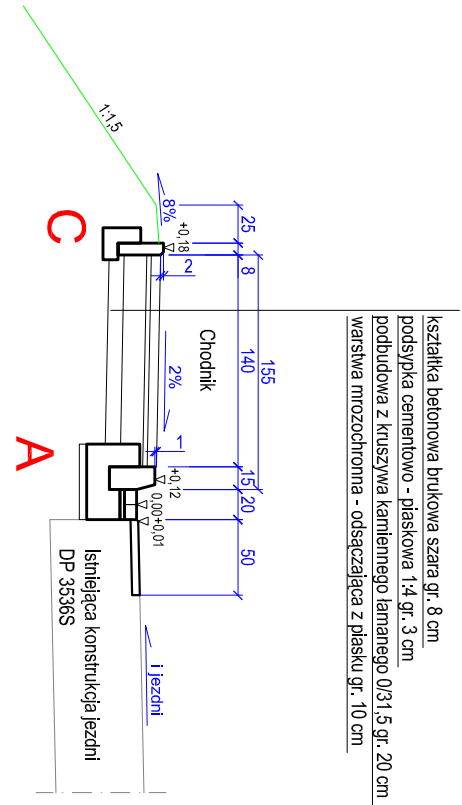 kształtka betonowa brukowa szara gr. 8 cm
podsypka cementowo - piaskowa 1:4 gr. 3 cm
podbudowa z kruszywa kamiennego łamanego 0/31,5 gr. 20 cm
warstwa mrozochronna - odsączająca z piasku gr. 10 cm
155
25
8
140
15
20
50
1:1,5
8%
+0,18
2
Chodnik
2%
1
+0,12
0,00
+0,01
i jezdni
C
A
Istniejąca konstrukcja jezdni
DP 3536S